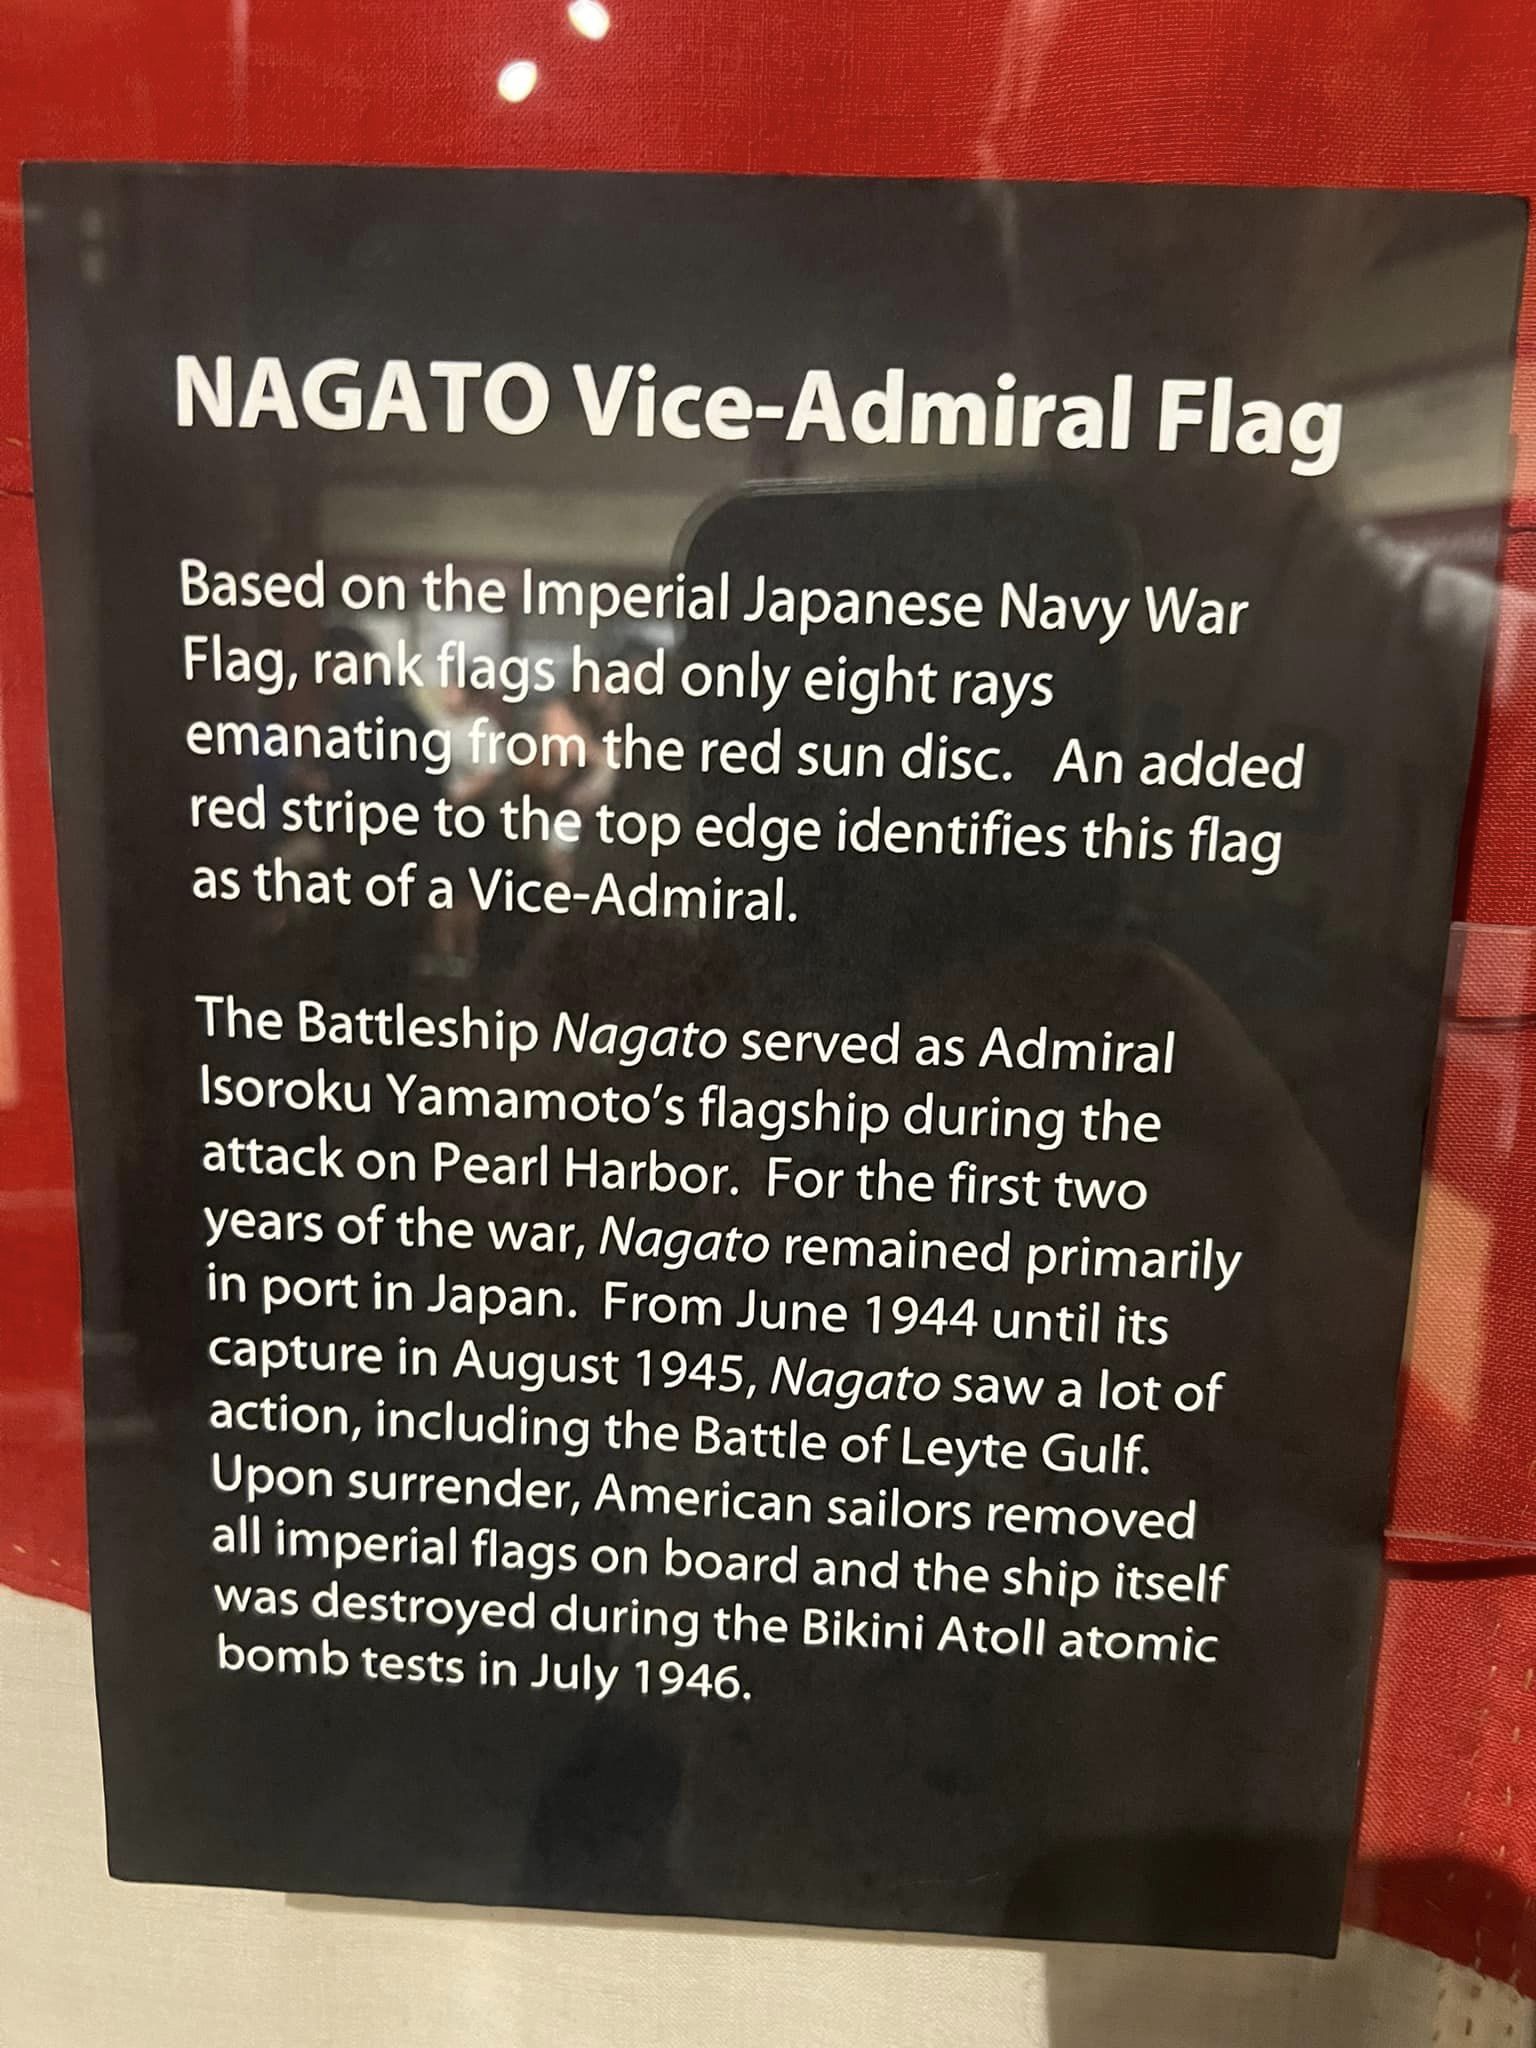 NAGATO Vice-Admiral Flag
Based on the Imperial Japanese Navy War
Flag, rank flags had only eight rays
emanating from the red sun disc. An added
red stripe to the top edge identifies this flag
as that of a Vice-Admiral.
The Battleship Nagato served as Admiral
Isoroku Yamamoto's flagship during the
attack on Pearl Harbor. For the first two
years of the war, Nagato remained primarily
in port in Japan. From June 1944 until its
capture in August 1945, Nagato saw a lot of
action, including the Battle of Leyte Gulf.
Upon surrender, American sailors removed
all imperial flags on board and the ship itself
was destroyed during the Bikini Atoll atomic
bomb tests in July 1946.